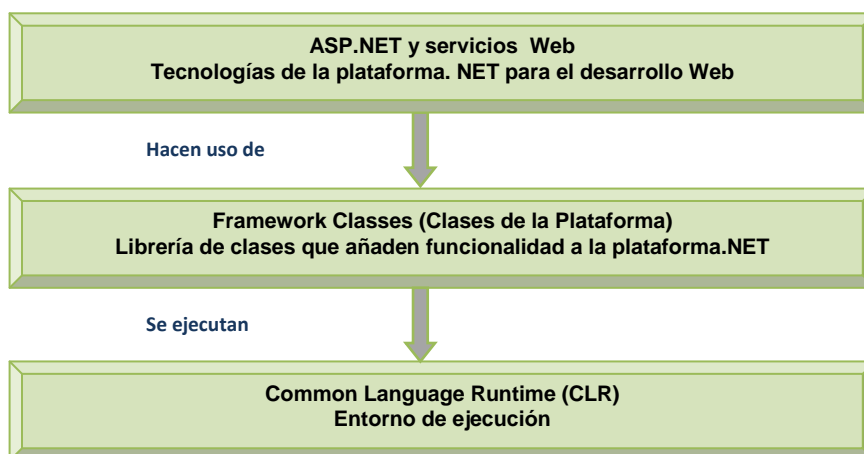 ASP.NET y servicios  Web
Tecnologías de la plataforma. NET para el desarrollo Web
Hacen uso de
Framework Classes (Clases de la Plataforma)
Librería de clases que añaden funcionalidad a la plataforma.NET
Se ejecutan
Common Language Runtime (CLR)
Entorno de ejecución